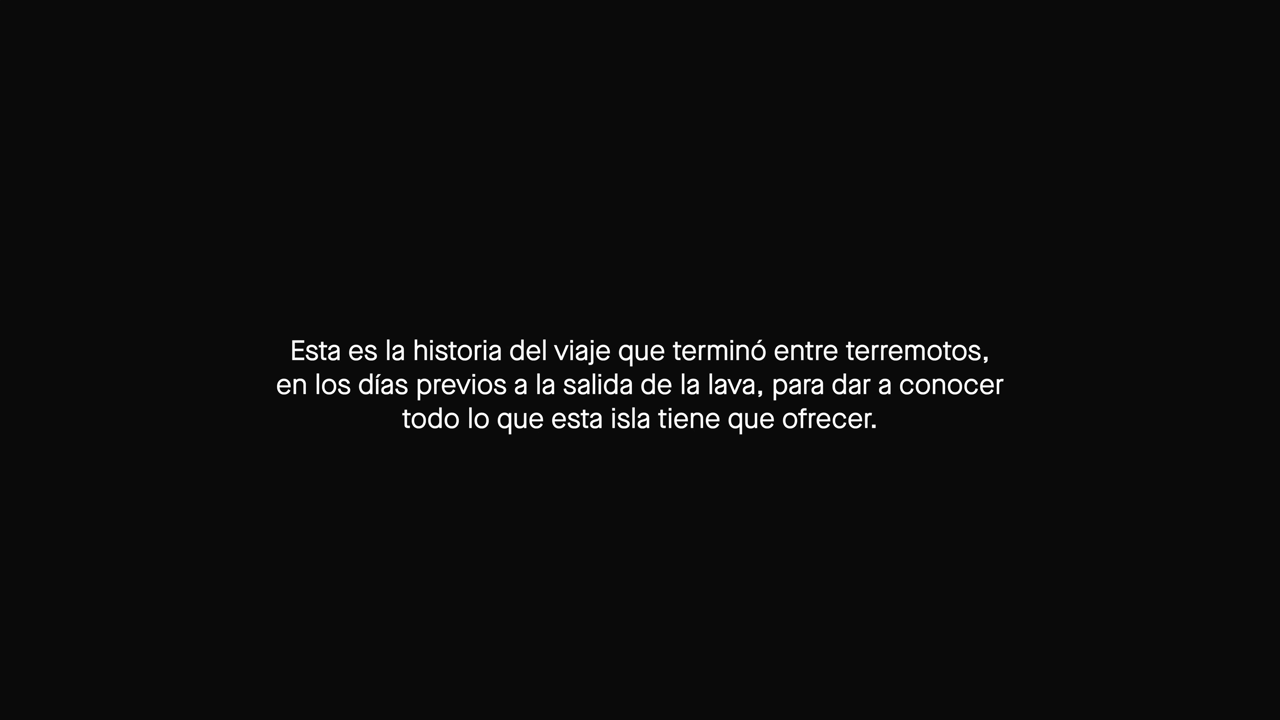 Esta es la historia del viaje que terminó entre terremotos,
en los días previos a la salida de la lava, para dar a conocer
todo lo que esta isla tiene que ofrecer.